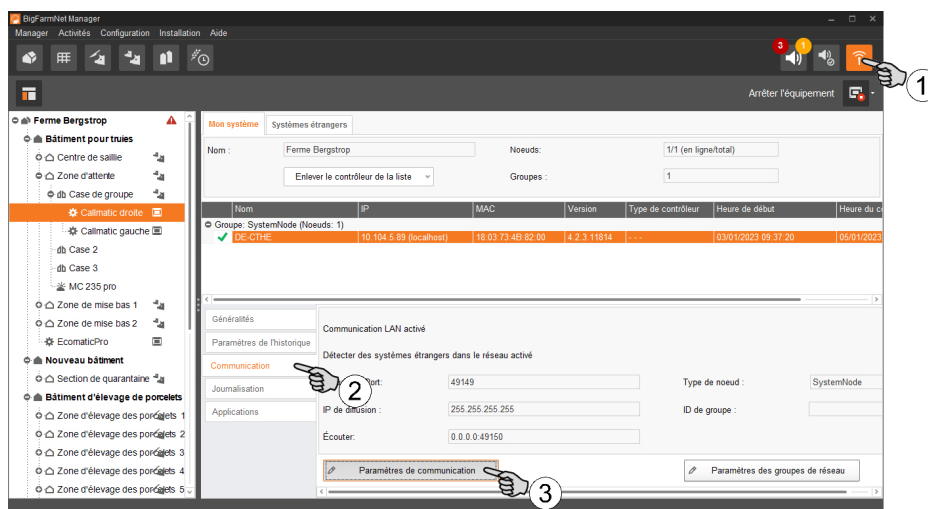 BigFarmNet Manager
Manager Activités Configuration Installation Aide
3 1
1
Arrêter l'équipement
Ferme Bergstrop
Bâtiment pour truies
Centre de saillie
Zone d'attente
Case de groupe
Callmatic droite
Callmatic gauche
Case 2
Case 3
MC 235 pro
Zone de mise bas 1
Zone de mise bas 2
EcomaticPro
Nouveau bâtiment
Section de quarantaine
Bâtiment d'élevage de porcelets
Zone d'élevage des porcelets 1
Zone d'élevage des porcelets 2
Zone d'élevage des porcelets 3
Zone d'élevage des porcelets 4
Zone d'élevage des porcelets 5
Mon système Systèmes étrangers
Nom : Ferme Bergstrop Noeuds: 1/1 (en ligne/total)
Enlever le contrôleur de la liste Groupes : 1
Nom IP MAC Version Type de contrôleur Heure de début Heure du
Groupe: SystemNode (Noeuds: 1)
DE-CTHE 10.104.5.89 (localhost) 18:03:73:4B:82:00 4.2.3.11814 - - - 03/01/2023 09:37:20 05/01/2023
Généralités
Paramètres de l'historique
Communication
Journalisation
Applications
2
Communication LAN activé
Détecter des systèmes étrangers dans le réseau activé
Port: 49149 Type de noeud : SystemNode
IP de diffusion : 255.255.255.255 ID de groupe :
Écouter: 0.0.0.0:49150
Paramètres de communication Paramètres des groupes de réseau
3